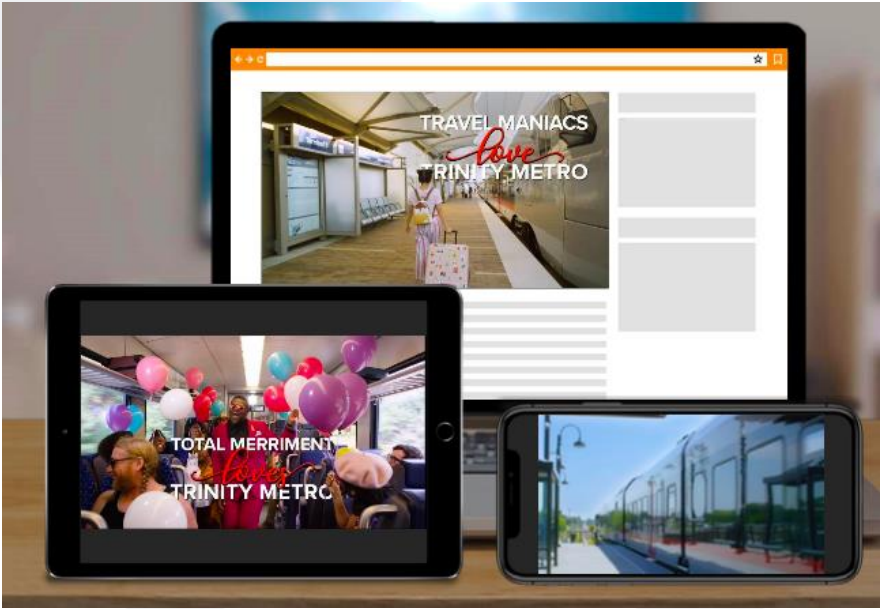 TRAVEL MANIACS
love
TRINITY METRO
TOTAL MERRIMENT
loves
TRINITY METRO